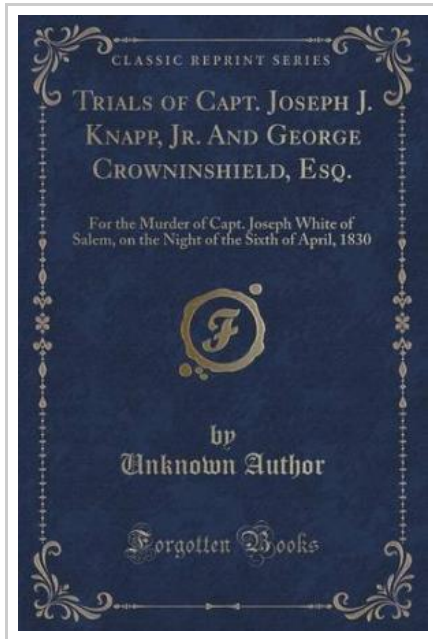 CLASSIC REPRINT SERIES
TRIALS OF CAPT. JOSEPH J.
KNAPP, JR. AND GEORGE
CROWNINSHIELD, ESQ.
For the Murder of Capt. Joseph White of
Salem, on the Night of the Sixth of April, 1830
F
by
Unknown Author
Forgotten Books